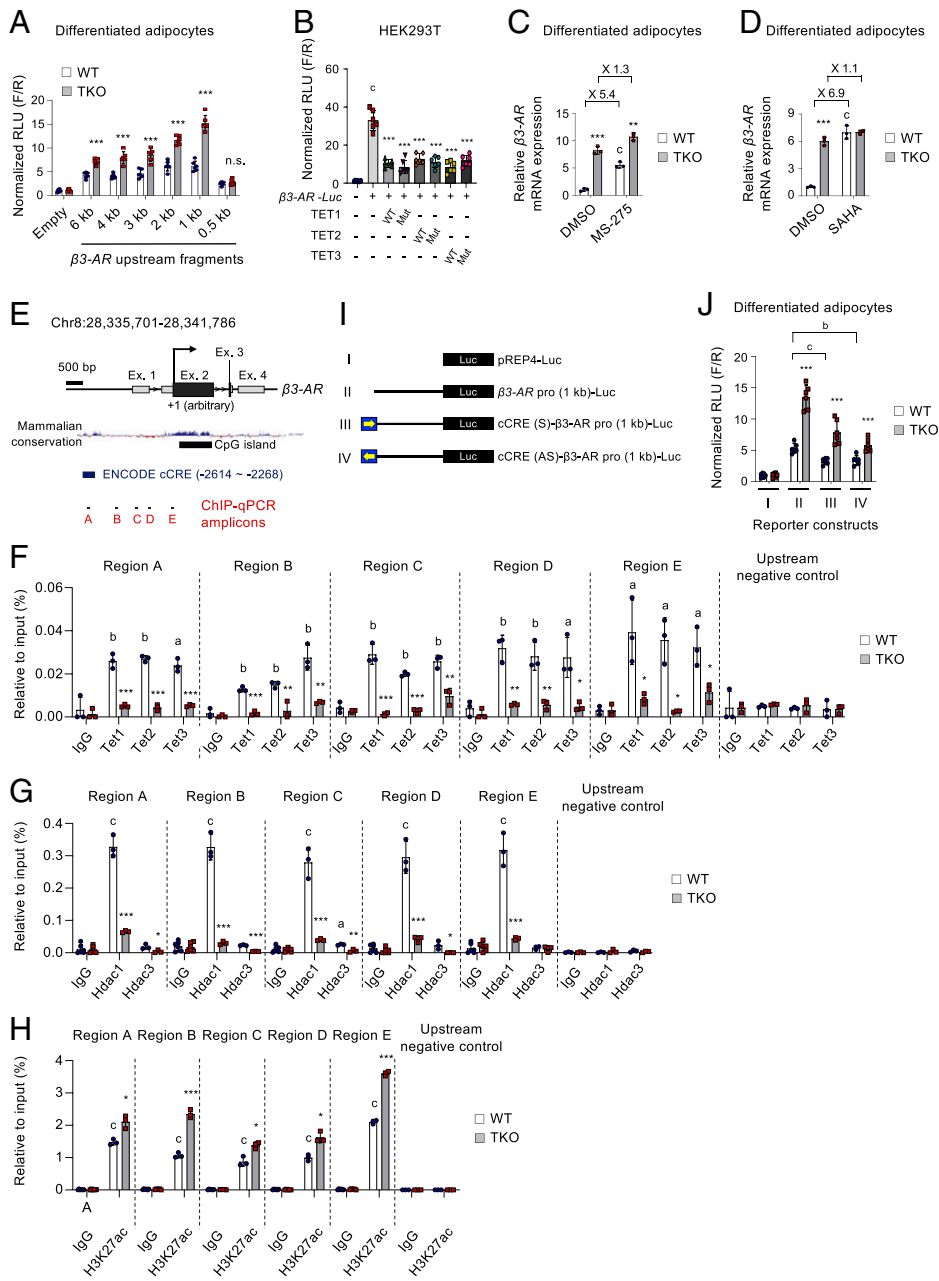 A
Differentiated adipocytes
WT
TKO
Normalized RLU (F/R)
20
15
10
5
0
***
***
***
***
***
n.s.
Empty
6 kb
4 kb
3 kb
2 kb
1 kb
0.5 kb
β3-AR upstream fragments
B
HEK293T
Normalized RLU (F/R)
60
50
40
30
20
10
0
c
***
***
***
***
***
***
β3-AR-Luc - + + + + + + +
TET1 - - WT Mut - - - -
TET2 - - - - WT Mut - -
TET3 - - - - - - WT Mut
C
Differentiated adipocytes
X 1.3
X 5.4
Relative β3-AR
mRNA expression
15
10
5
0
***
c
**
WT
TKO
DMSO
MS-275
D
Differentiated adipocytes
X 1.1
X 6.9
Relative β3-AR
mRNA expression
10
8
6
4
2
0
***
c
WT
TKO
DMSO
SAHA
E
Chr8:28,335,701-28,341,786
500 bp
Ex. 1
Ex. 2
Ex. 3
Ex. 4
β3-AR
+1 (arbitrary)
Mammalian
conservation
CpG island
ENCODE cCRE (-2614 ~ -2268)
A B C D E
ChIP-qPCR
amplicons
I
I Luc pREP4-Luc
II Luc β3-AR pro (1 kb)-Luc
III Luc cCRE (S)-β3-AR pro (1 kb)-Luc
IV Luc cCRE (AS)-β3-AR pro (1 kb)-Luc
J
Differentiated adipocytes
b
c
Normalized RLU (F/R)
20
15
10
5
0
***
***
***
WT
TKO
I II III IV
Reporter constructs
F
Region A
Region B
Region C
Region D
Region E
Upstream
negative control
Relative to input (%)
0.06
0.04
0.02
0.00
b *** b *** a ***
b *** b ** b **
b *** b *** b **
b ** b ** a *
a * a * a *
WT
TKO
IgG Tet1 Tet2 Tet3 IgG Tet1 Tet2 Tet3 IgG Tet1 Tet2 Tet3 IgG Tet1 Tet2 Tet3 IgG Tet1 Tet2 Tet3 IgG Tet1 Tet2 Tet3
G
Region A
Region B
Region C
Region D
Region E
Upstream
negative control
Relative to input (%)
0.4
0.3
0.2
0.1
0.0
c *** *
c *** ***
c *** a **
c *** *
c ***
WT
TKO
IgG Hdac1 Hdac3 IgG Hdac1 Hdac3 IgG Hdac1 Hdac3 IgG Hdac1 Hdac3 IgG Hdac1 Hdac3 IgG Hdac1 Hdac3
H
Region A
Region B
Region C
Region D
Region E
Upstream
negative control
Relative to input (%)
4
3
2
1
0
c *
c ***
c *
c *
c ***
WT
TKO
A
IgG H3K27ac IgG H3K27ac IgG H3K27ac IgG H3K27ac IgG H3K27ac IgG H3K27ac